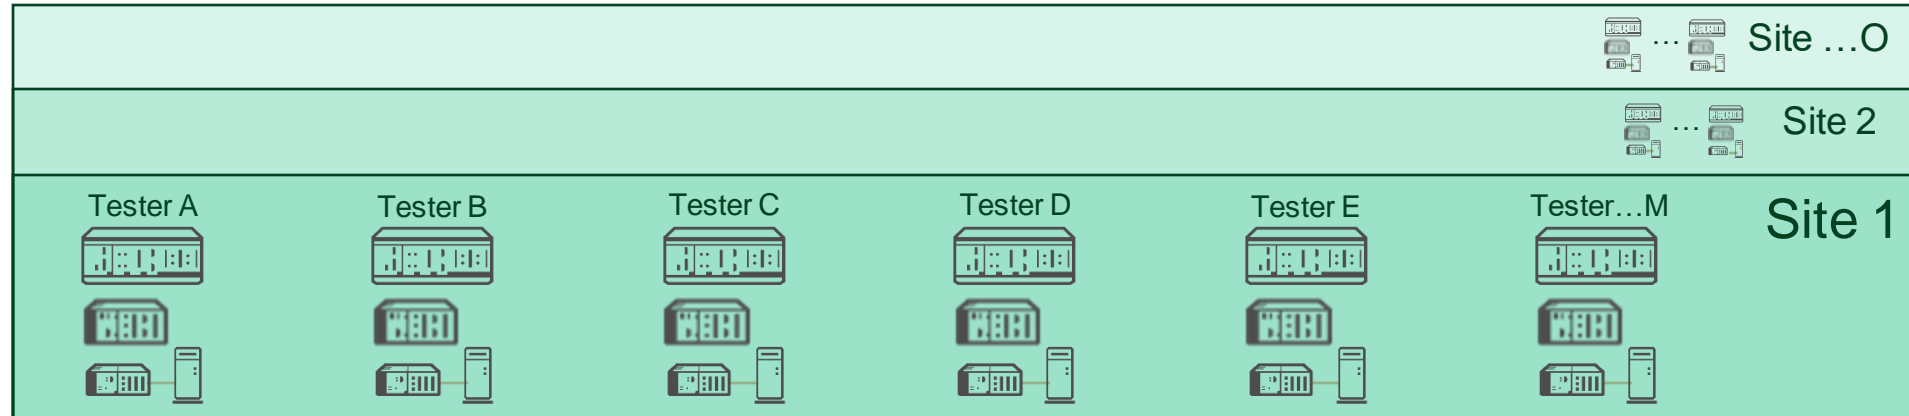 … Site …O
… Site 2
Site 1
Tester A
Tester B
Tester C
Tester D
Tester E
Tester…M